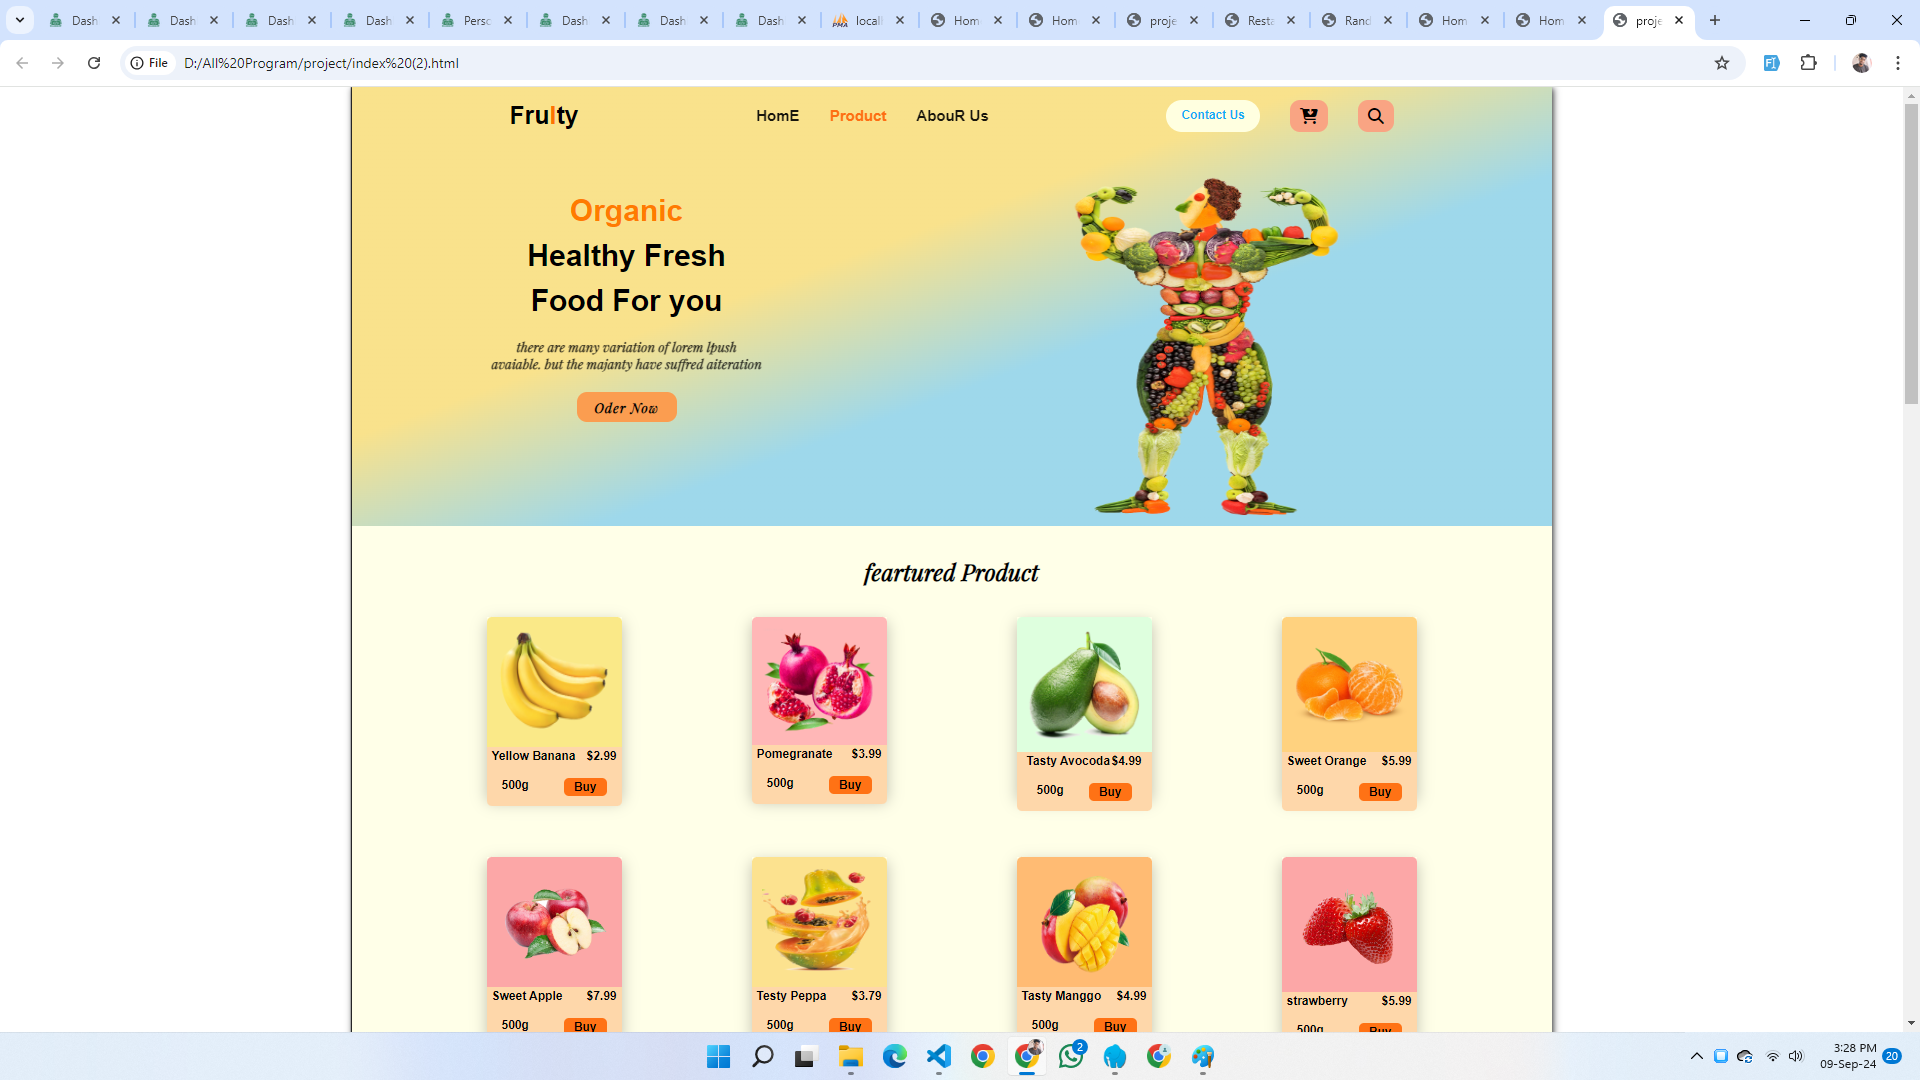 Dash
Dash
Dash
Dash
Persc
Dash
Dash
Dash
locall
Hom
Hom
proje
Resta
Rand
Hom
Hom
proje
File
D:/All%20Program/project/index%20(2).html
FruIty
HomE
Product
AbouR Us
Contact Us
Organic
Healthy Fresh
Food For you
there are many variation of lorem Ipush
avaiable. but the majanty have suffred aiteration
Oder Now
feartured Product
Yellow Banana $2.99
500g Buy
Pomegranate $3.99
500g Buy
Tasty Avocoda $4.99
500g Buy
Sweet Orange $5.99
500g Buy
Sweet Apple $7.99
500g Buy
Testy Peppa $3.79
500g Buy
Tasty Manggo $4.99
500g Buy
strawberry $5.99
500g Buy
2
3:28 PM
09-Sep-24
20